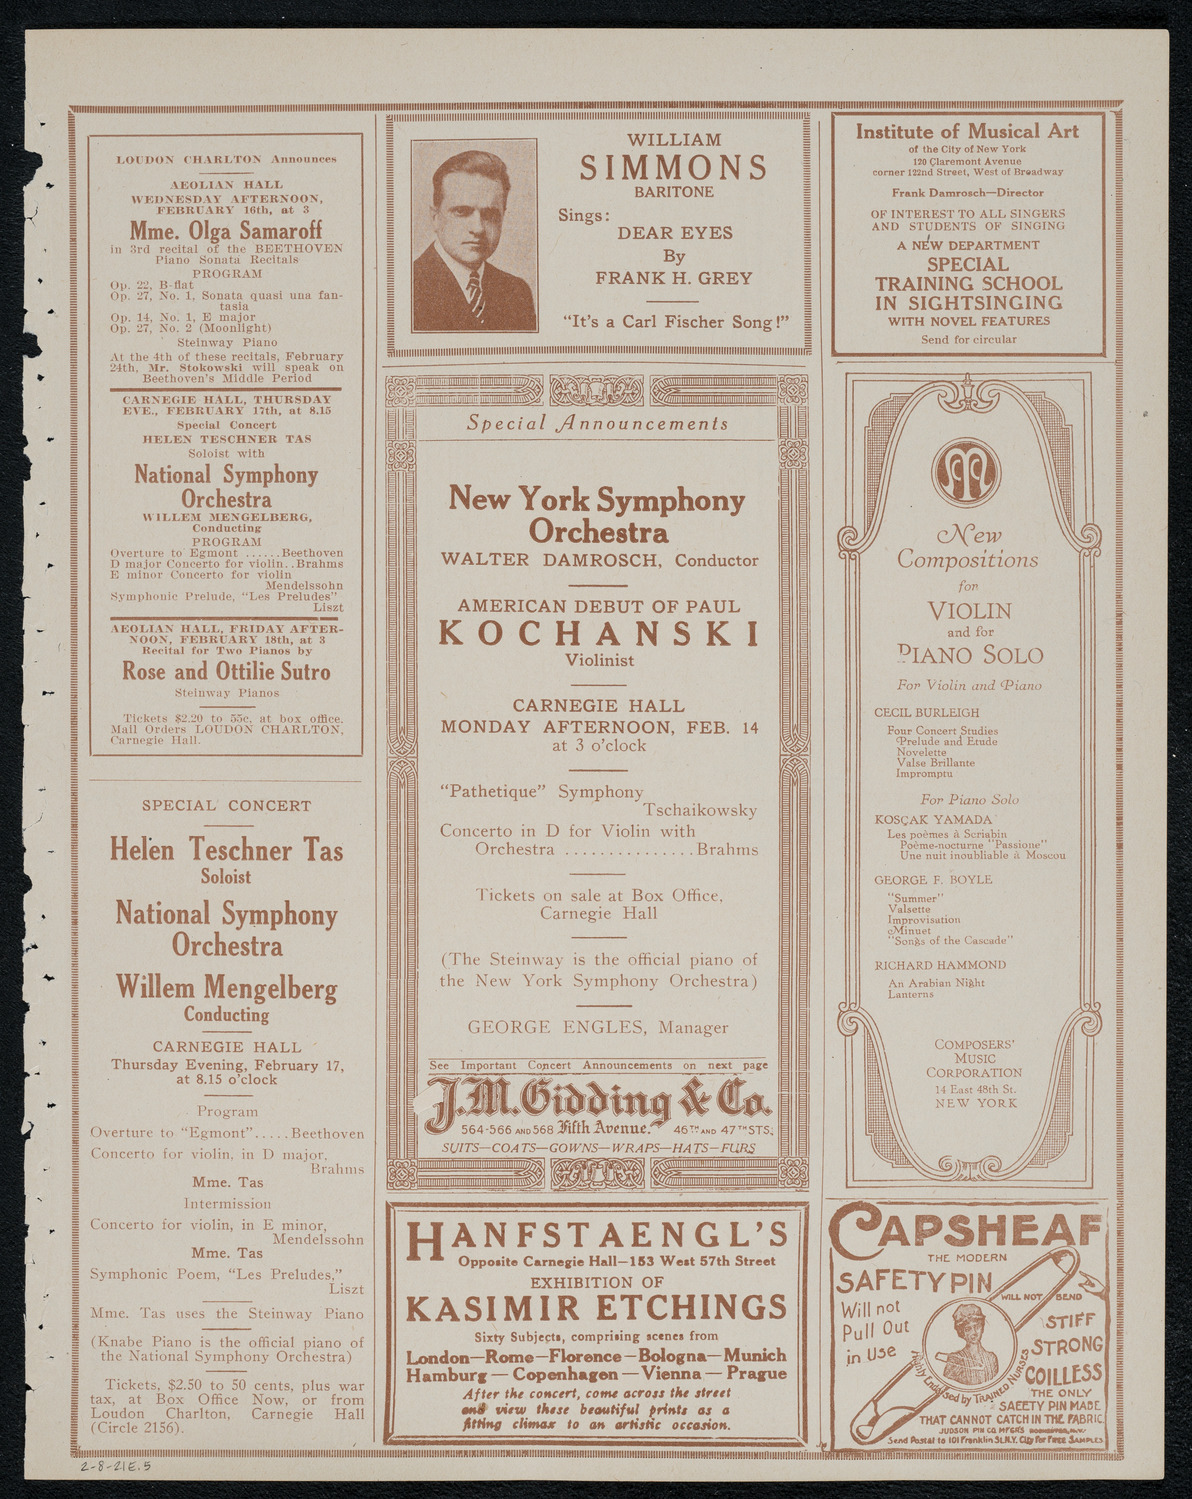 LOUDON CHARLTON Announces
AEOLIAN HALL
WEDNESDAY AFTERNOON,
FEBRUARY 16th, at 3
Mme. Olga Samaroff
in 3rd recital of the BEETHOVEN
Piano Sonata Recitals
PROGRAM
Op. 22, B-flat
Op. 27, No. 1, Sonata quasi una fan-
tasia
Op. 14, No. 1, E major
Op. 27, No. 2 (Moonlight)
Steinway Piano
At the 4th of these recitals, February
24th, Mr. Stokowski will speak on
Beethoven's Middle Period
CARNEGIE HALL, THURSDAY
EVE., FEBRUARY 17th, at 8.15
Special Concert
HELEN TESCHNER TAS
Soloist with
National Symphony
Orchestra
WILLEM MENGELBERG,
Conducting
PROGRAM
Overture to Egmont ......Beethoven
D major Concerto for violin..Brahms
E minor Concerto for violin
Mendelssohn
Symphonic Prelude, "Les Preludes"
Liszt
AEOLIAN HALL, FRIDAY AFTER-
NOON, FEBRUARY 18th, at 3
Recital for Two Pianos by
Rose and Ottilie Sutro
Steinway Pianos
Tickets $2.20 to 55c, at box office.
Mail Orders LOUDON CHARLTON,
Carnegie Hall.
SPECIAL CONCERT
Helen Teschner Tas
Soloist
National Symphony
Orchestra
Willem Mengelberg
Conducting
CARNEGIE HALL
Thursday Evening, February 17,
at 8.15 o'clock
Program
Overture to "Egmont".....Beethoven
Concerto for violin, in D major,
Brahms
Mme. Tas
Intermission
Concerto for violin, in E minor,
Mendelssohn
Mme. Tas
Symphonic Poem, "Les Preludes,"
Liszt
Mme. Tas uses the Steinway Piano
(Knabe Piano is the official piano of
the National Symphony Orchestra)
Tickets, $2.50 to 50 cents, plus war
tax, at Box Office Now, or from
Loudon Charlton, Carnegie Hall
(Circle 2156).
2-8-21E.5
WILLIAM
SIMMONS
BARITONE
Sings:
DEAR EYES
By
FRANK H. GREY
"It's a Carl Fischer Song!"
Special Announcements
New York Symphony
Orchestra
WALTER DAMROSCH, Conductor
AMERICAN DEBUT OF PAUL
KOCHANSKI
Violinist
CARNEGIE HALL
MONDAY AFTERNOON, FEB. 14
at 3 o'clock
"Pathetique" Symphony
Tschaikowsky
Concerto in D for Violin with
Orchestra ...............Brahms
Tickets on sale at Box Office,
Carnegie Hall
(The Steinway is the official piano of
the New York Symphony Orchestra)
GEORGE ENGLES, Manager
See Important Concert Announcements on next page
J.M.Gidding & Co.
564-566 AND 568 Fifth Avenue. 46TH AND 47TH STS.
SUITS—COATS—GOWNS—WRAPS—HATS—FURS
HANFSTAENGL'S
Opposite Carnegie Hall—153 West 57th Street
EXHIBITION OF
KASIMIR ETCHINGS
Sixty Subjects, comprising scenes from
London—Rome—Florence—Bologna—Munich
Hamburg — Copenhagen — Vienna — Prague
After the concert, come across the street
and view these beautiful prints as a
fitting climax to an artistic occasion.
Institute of Musical Art
of the City of New York
120 Claremont Avenue
corner 122nd Street, West of Broadway
Frank Damrosch—Director
OF INTEREST TO ALL SINGERS
AND STUDENTS OF SINGING
A NEW DEPARTMENT
SPECIAL
TRAINING SCHOOL
IN SIGHTSINGING
WITH NOVEL FEATURES
Send for circular
New
Compositions
for
VIOLIN
and for
PIANO SOLO
For Violin and Piano
CECIL BURLEIGH
Four Concert Studies
Prelude and Etude
Novelette
Valse Brillante
Impromptu
For Piano Solo
KOSÇAK YAMADA
Les poèmes à Scriabin
Poème-nocturne "Passione"
Une nuit inoubliable à Moscou
GEORGE F. BOYLE
"Summer"
Valsette
Improvisation
Minuet
"Songs of the Cascade"
RICHARD HAMMOND
An Arabian Night
Lanterns
COMPOSERS'
MUSIC
CORPORATION
14 East 48th St.
NEW YORK
CAPSHEAF
THE MODERN
SAFETY PIN
WILL NOT BEND
Will not
Pull Out
in Use
STIFF
STRONG
COILLESS
Highly Endorsed by TRAINED NURSES
THE ONLY
SAFETY PIN MADE
THAT CANNOT CATCH IN THE FABRIC.
JUDSON PIN CO. MFGRS
Send Postal to 101 Franklin St. N.Y. City For FREE SAMPLES